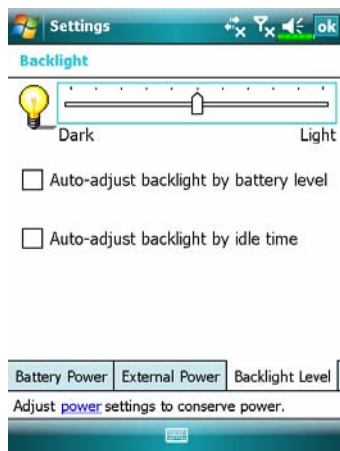 Settings ok
Backlight
Dark Light
Auto-adjust backlight by battery level
Auto-adjust backlight by idle time
Battery Power External Power Backlight Level
Adjust power settings to conserve power.